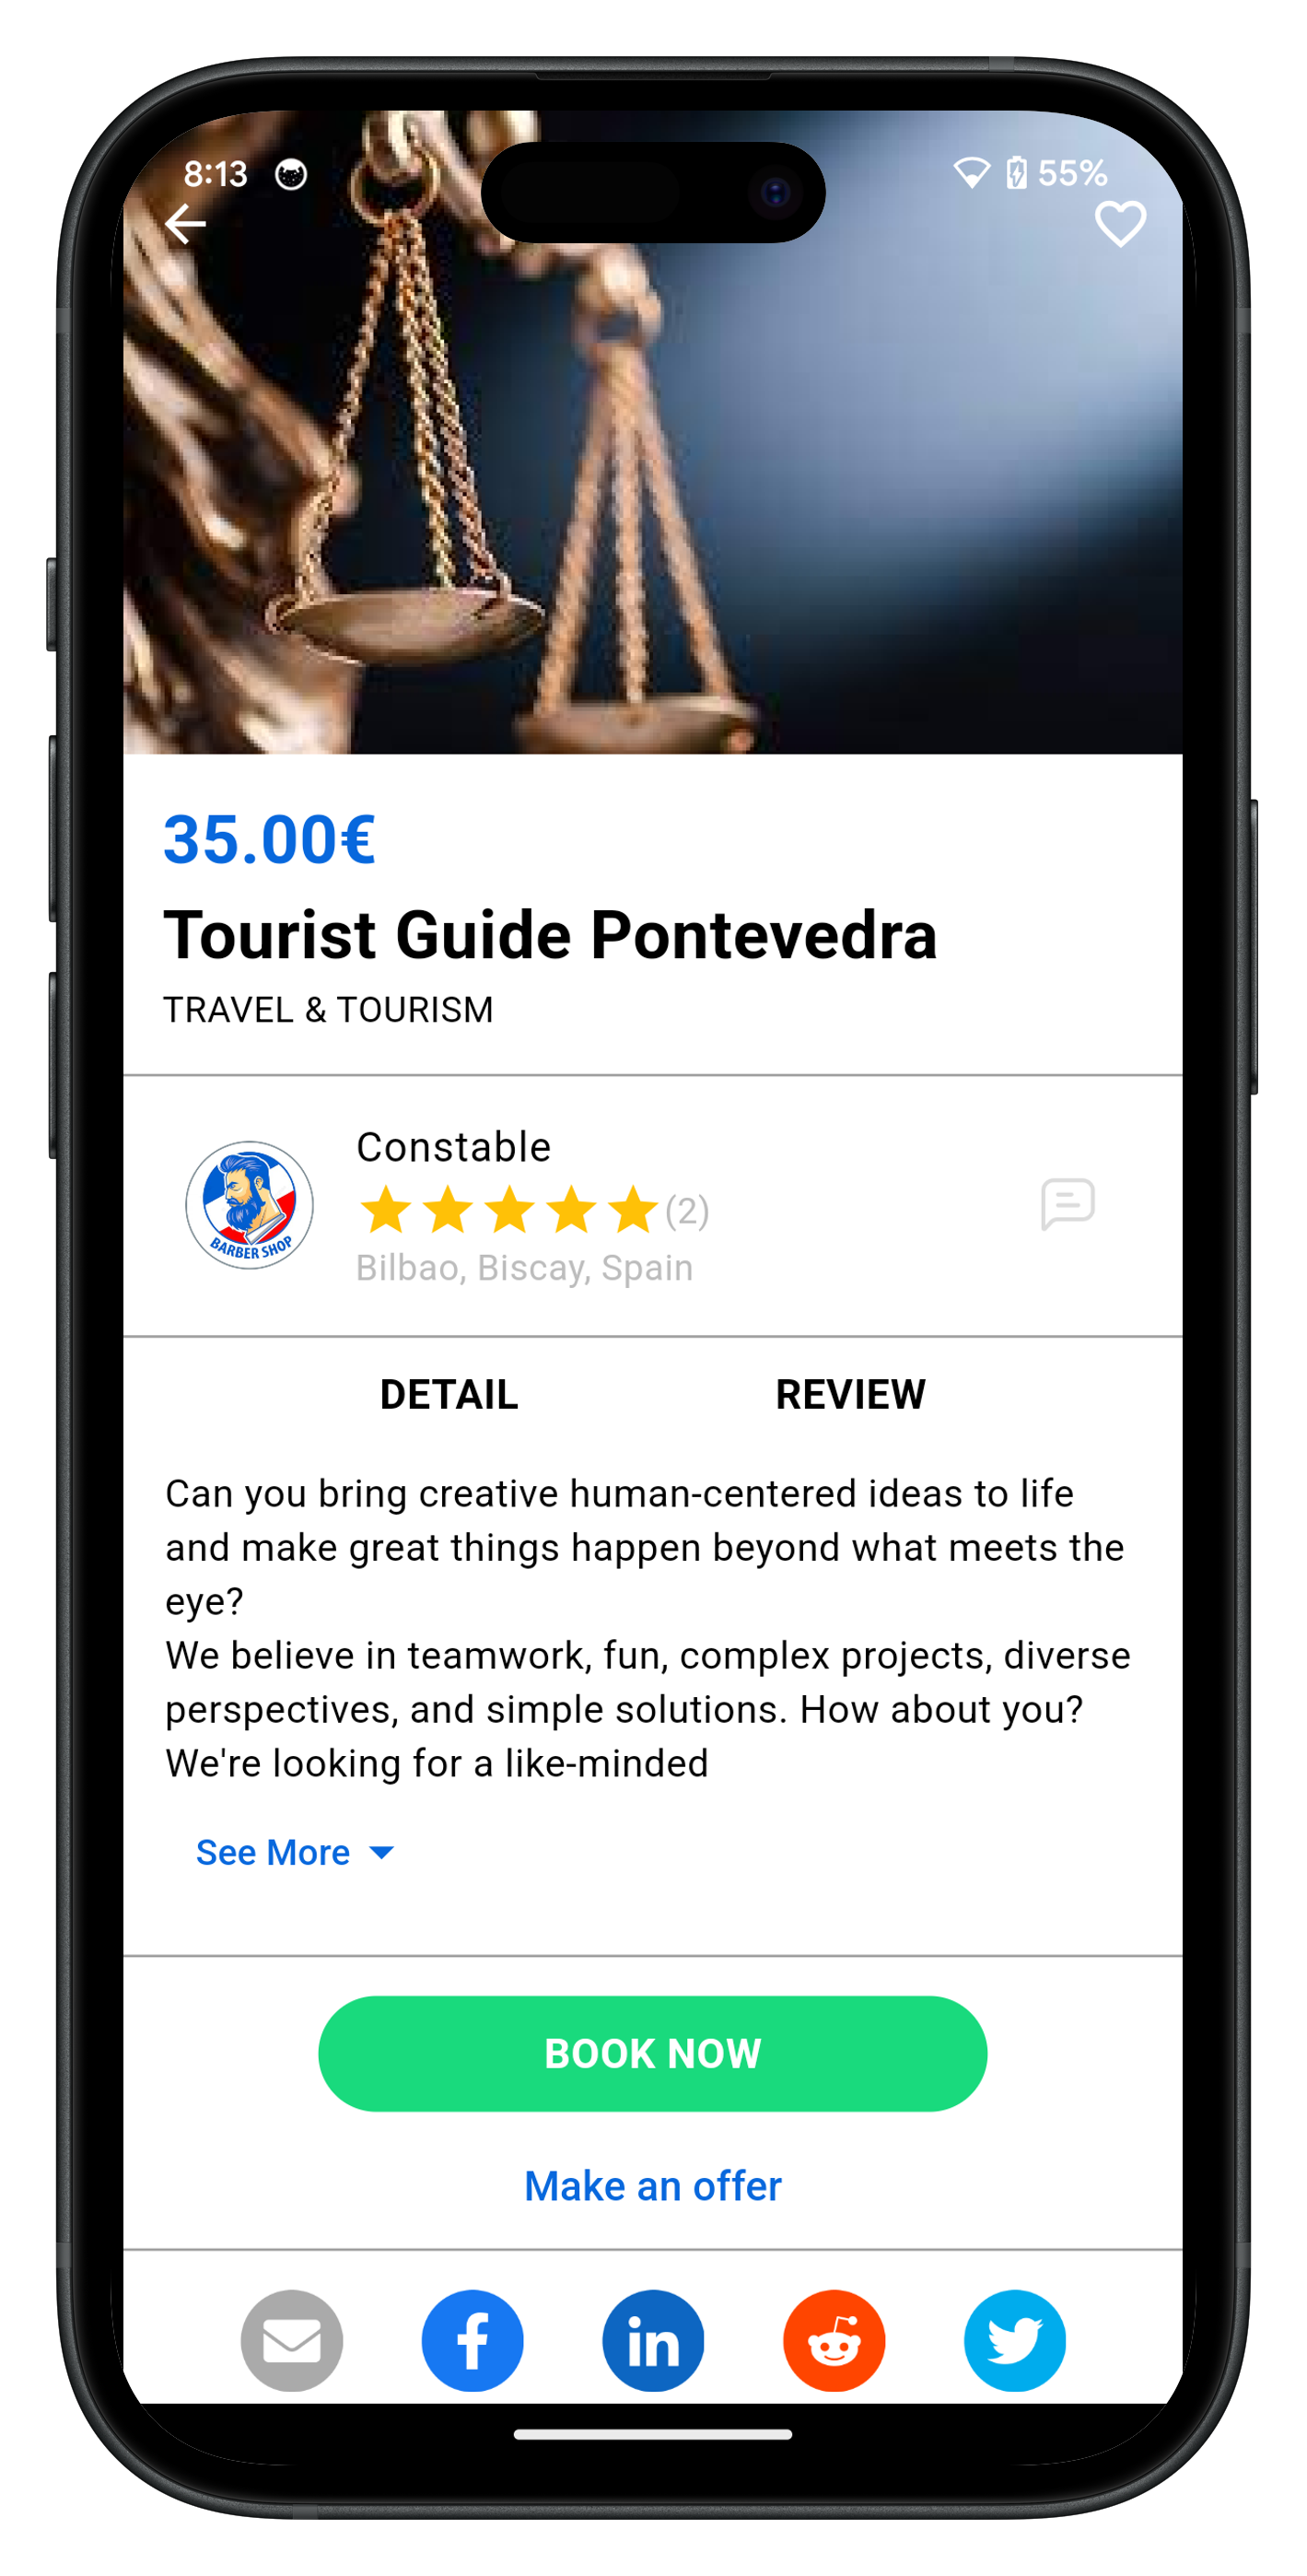 8:13
55%
35.00€
Tourist Guide Pontevedra
TRAVEL & TOURISM
Constable
(2)
BARBER SHOP
Bilbao, Biscay, Spain
DETAIL
REVIEW
Can you bring creative human-centered ideas to life
and make great things happen beyond what meets the
eye?
We believe in teamwork, fun, complex projects, diverse
perspectives, and simple solutions. How about you?
We're looking for a like-minded
See More
BOOK NOW
Make an offer
f
in